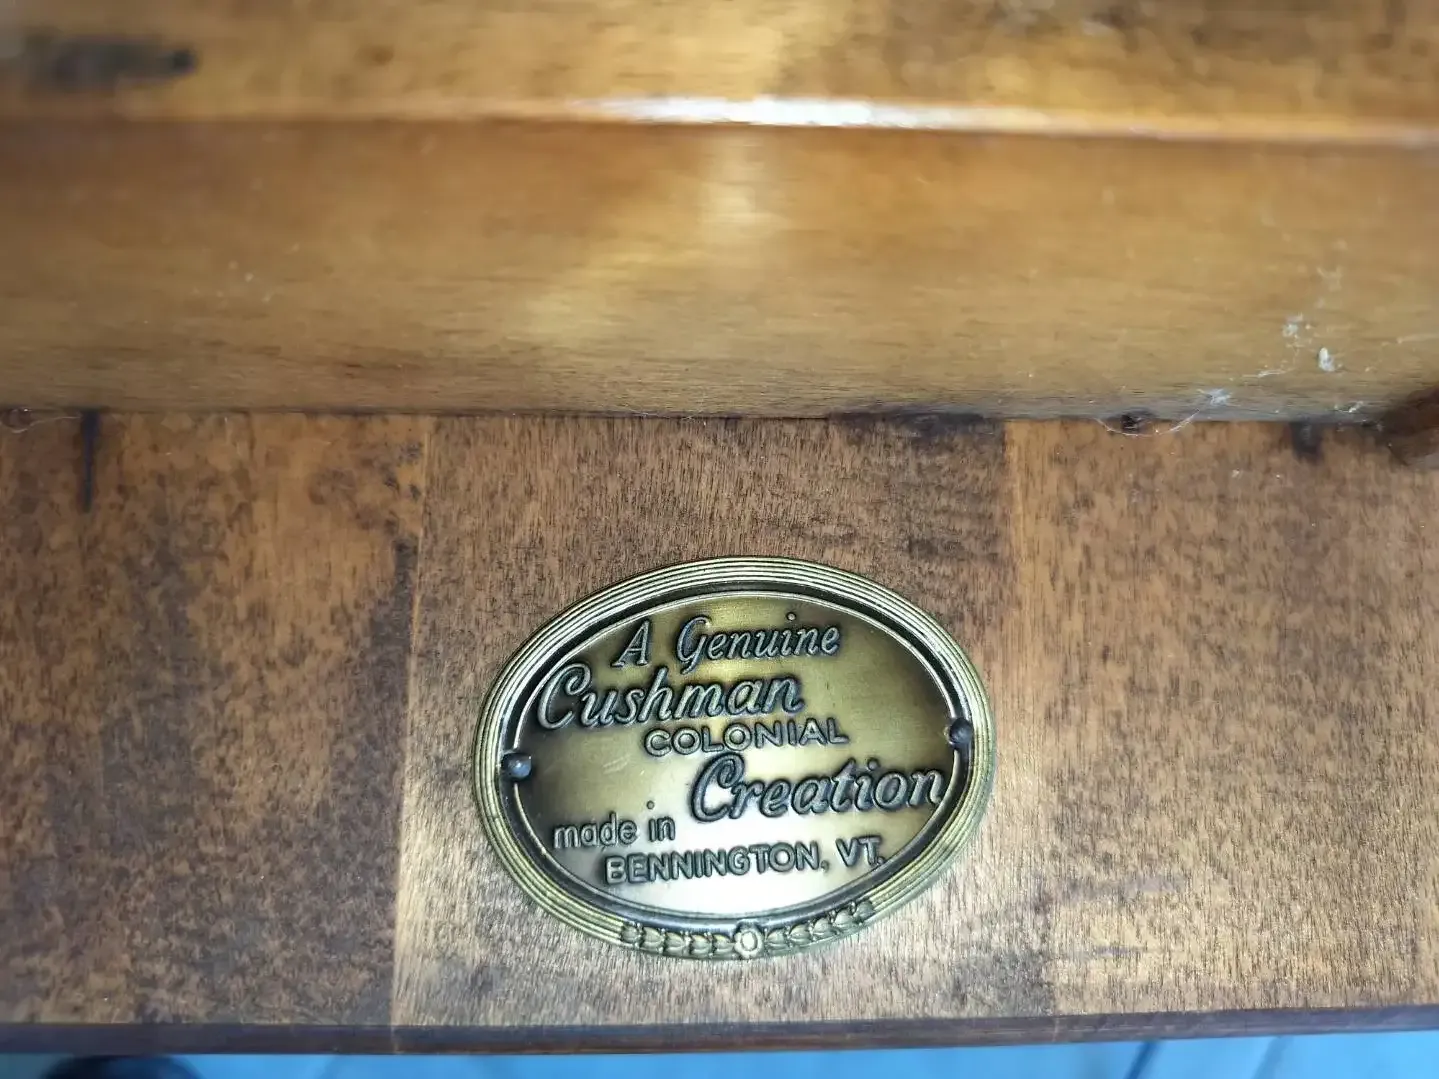 A Genuine
Cushman
COLONIAL
Creation
made in
BENNINGTON, VT.